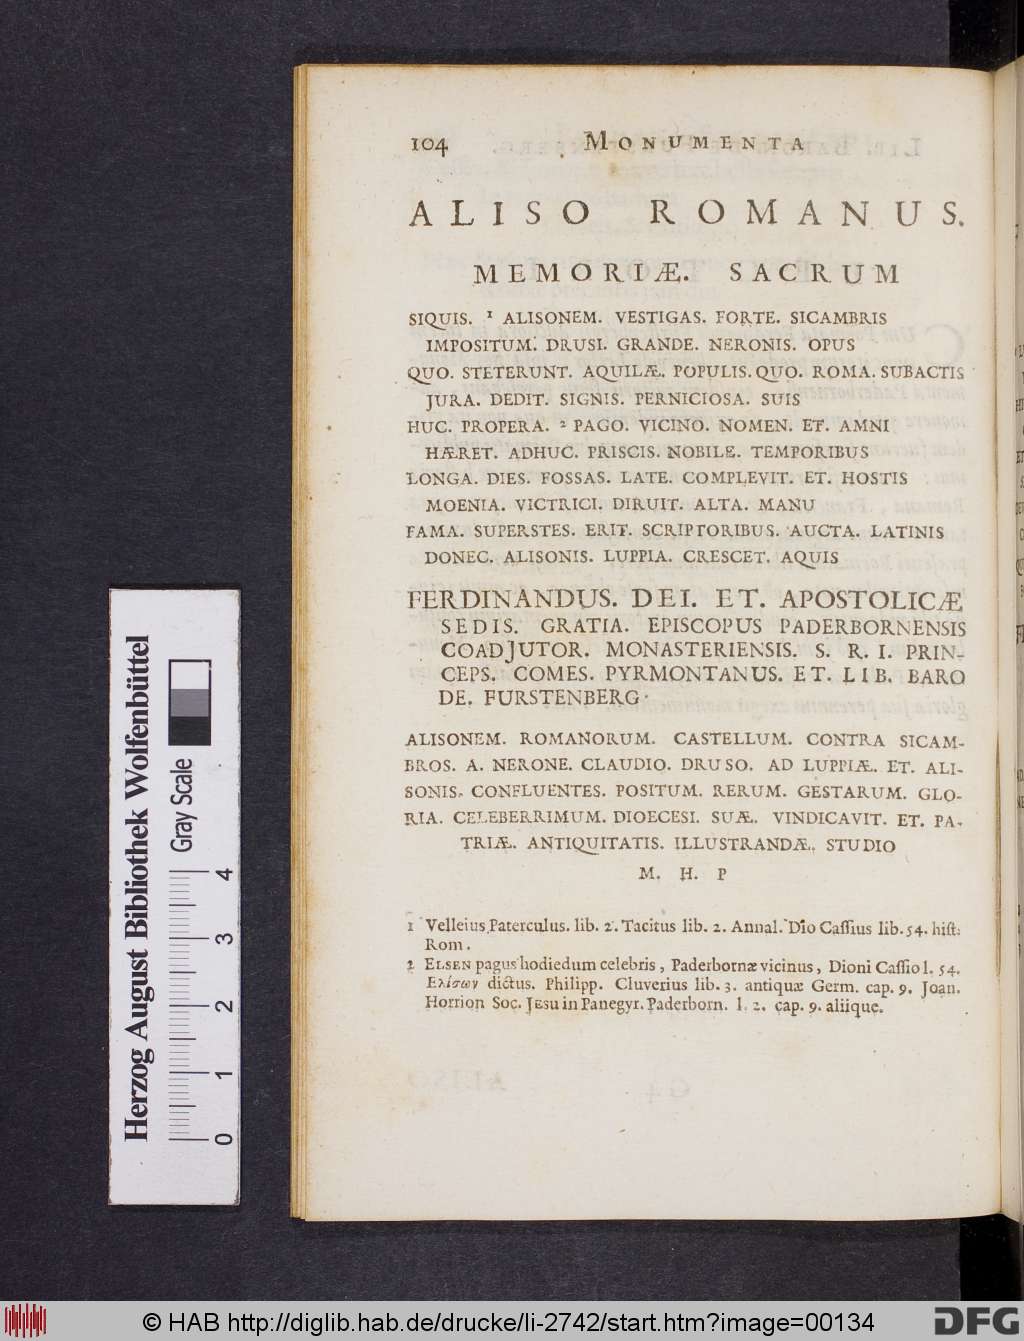 104 MONUMENTA
ALISO ROMANUS.
MEMORIÆ. SACRUM
SIQUIS. 1 ALISONEM. VESTIGAS. FORTE. SICAMBRIS
IMPOSITUM. DRUSI. GRANDE. NERONIS. OPUS
QUO. STETERUNT. AQUILÆ. POPULIS. QUO. ROMA. SUBACTIS
JURA. DEDIT. SIGNIS. PERNICIOSA. SUIS
HUC. PROPERA. 2 PAGO. VICINO. NOMEN. ET. AMNI
HÆRET. ADHUC. PRISCIS. NOBILE. TEMPORIBUS
LONGA. DIES. FOSSAS. LATE. COMPLEVIT. ET. HOSTIS
MOENIA. VICTRICI. DIRUIT. ALTA. MANU
FAMA. SUPERSTES. ERIT. SCRIPTORIBUS. AUCTA. LATINIS
DONEC. ALISONIS. LUPPIA. CRESCET. AQUIS
FERDINANDUS. DEI. ET. APOSTOLICÆ
SEDIS. GRATIA. EPISCOPUS PADERBORNENSIS
COADJUTOR. MONASTERIENSIS. S. R. I. PRIN-
CEPS. COMES. PYRMONTANUS. ET. LIB. BARO
DE. FURSTENBERG.
ALISONEM. ROMANORUM. CASTELLUM. CONTRA SICAM-
BROS. A. NERONE. CLAUDIO. DRUSO. AD LUPPIÆ. ET. ALI-
SONIS. CONFLUENTES. POSITUM. RERUM. GESTARUM. GLO-
RIA. CELEBERRIMUM. DIOECESI. SUÆ. VINDICAVIT. ET. PA-
TRIÆ. ANTIQUITATIS. ILLUSTRANDÆ. STUDIO
M. H. P
1 Velleius Paterculus. lib. 2. Tacitus lib. 2. Annal. Dio Cassius lib. 54. hist.
Rom.
2 ELSEN pagus hodiedum celebris, Paderbornæ vicinus, Dioni Cassio l. 54.
Ελίσων dictus. Philipp. Cluverius lib. 3. antiquæ Germ. cap. 9. Joan.
Horrion Soc. JESU in Panegyr. Paderborn. l. 2. cap. 9. aliique.
Herzog August Bibliothek Wolfenbüttel
Gray Scale
0 1 2 3 4
© HAB http://diglib.hab.de/drucke/li-2742/start.htm?image=00134
DFG